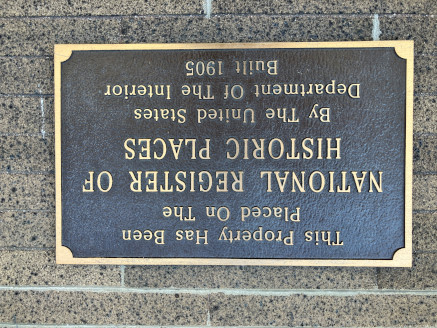 This Property Has Been
Placed On The
NATIONAL REGISTER OF
HISTORIC PLACES
By The United States
Department Of The Interior
Built 1905